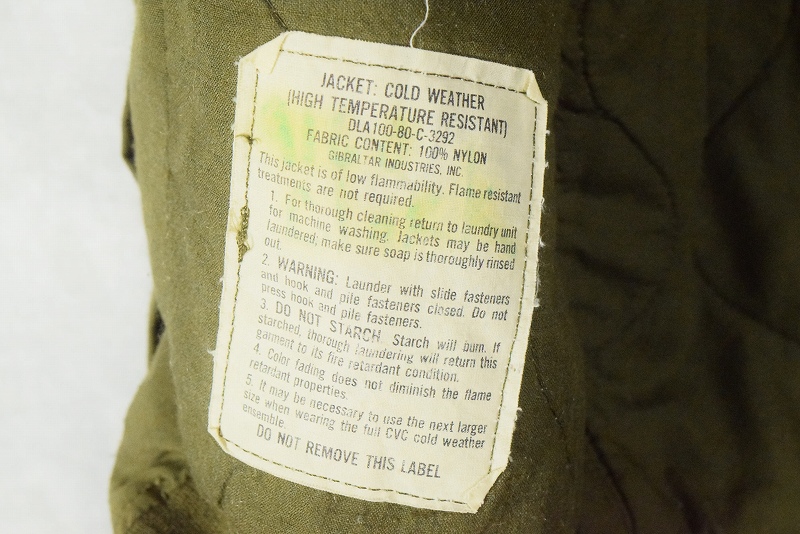 JACKET: COLD WEATHER
(HIGH TEMPERATURE RESISTANT)
DLA100-80-C-3292
FABRIC CONTENT: 100% NYLON
GIBRALTAR INDUSTRIES, INC.
This jacket is of low flammability. Flame resistant
treatments are not required.
1. For thorough cleaning return to laundry unit
for machine washing. Jackets may be hand
laundered; make sure soap is thoroughly rinsed
out.
2. WARNING: Launder with slide fasteners
and hook and pile fasteners closed. Do not
press hook and pile fasteners.
3. DO NOT STARCH. Starch will burn. If
starched, thorough laundering will return this
garment to its fire retardant condition.
4. Color fading does not diminish the flame
retardant properties.
5. It may be necessary to use the next larger
size when wearing the full CVC cold weather
ensemble.
DO NOT REMOVE THIS LABEL